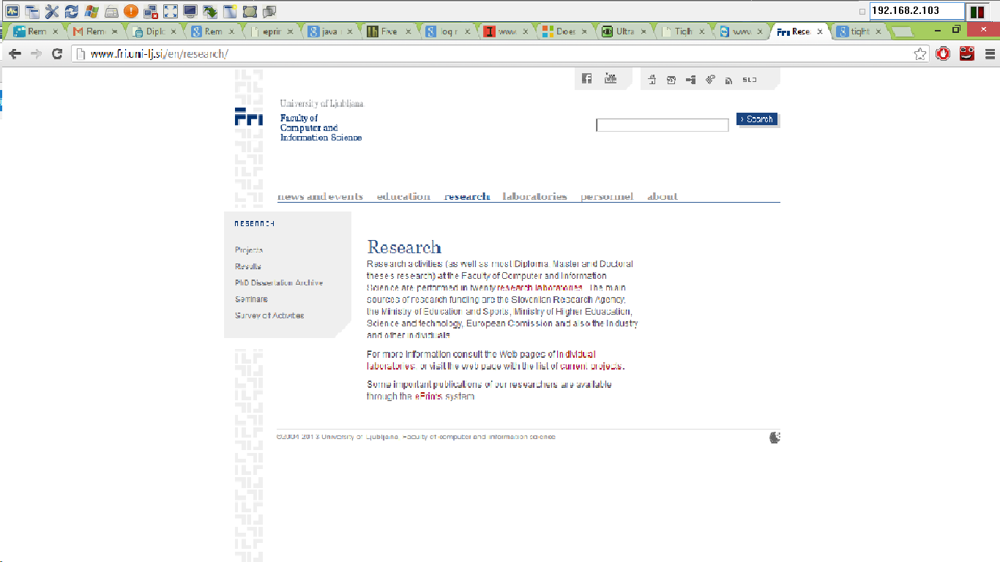 192.168.2.103
Rem
Rem
Diplo
Rem
eprin
java
Five
log r
www.
Does
Ultra
Tigh
www.
Rese
tight
www.fri.uni-lj.si/en/research/
SLO
University of Ljubljana
Faculty of
Computer and
Information Science
› Search
news and events education research laboratories personnel about
RESEARCH
Projects
Results
PhD Dissertation Archive
Seminars
Survey of Activities
Research
Research activities (as well as most Diploma, Master and Doctoral
theses research) at the Faculty of Computer and Information
Science are performed in twenty research laboratories. The main
sources of research funding are the Slovenian Research Agency,
the Ministry of Education and Sports, Ministry of Higher Eduacation,
Science and technology, European Comission and also the industry
and other individuals.
For more information consult the Web pages of individual
laboratories, or visit the web page with the list of current projects.
Some important publications of our researchers are available
through the ePrints system.
©2004-2013 University of Ljubljana, Faculty of computer and information science